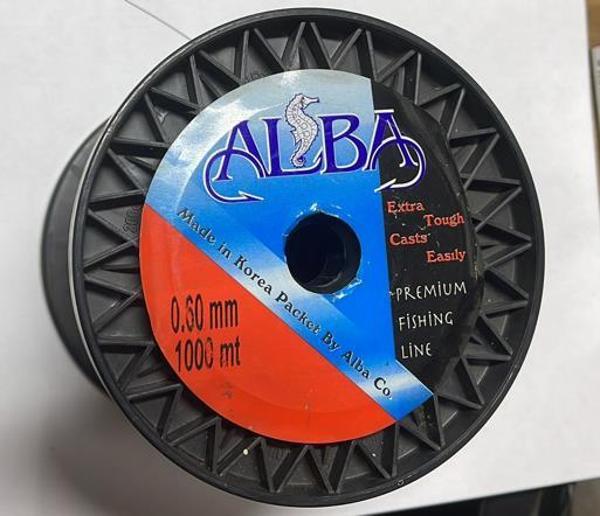 ALBA
Extra
Tough
Casts
Easily
PREMIUM
FISHING
LINE
Made in Korea Packet By Alba Co.
0.60 mm
1000 mt